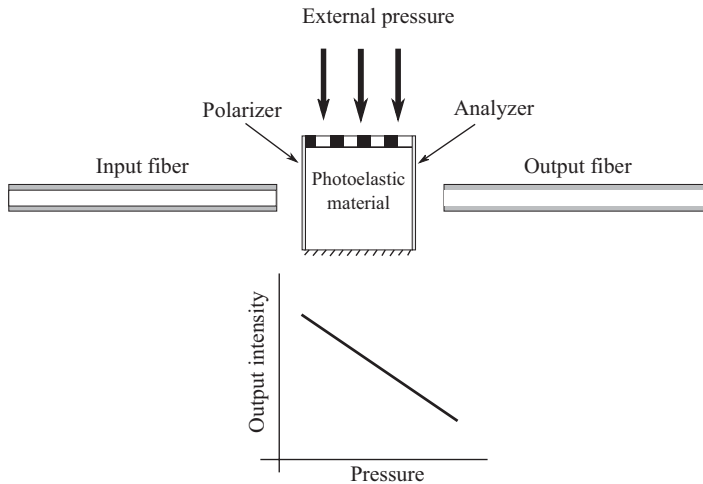 External pressure
Polarizer
Analyzer
Input fiber
Output fiber
Photoelastic
material
Output intensity
Pressure